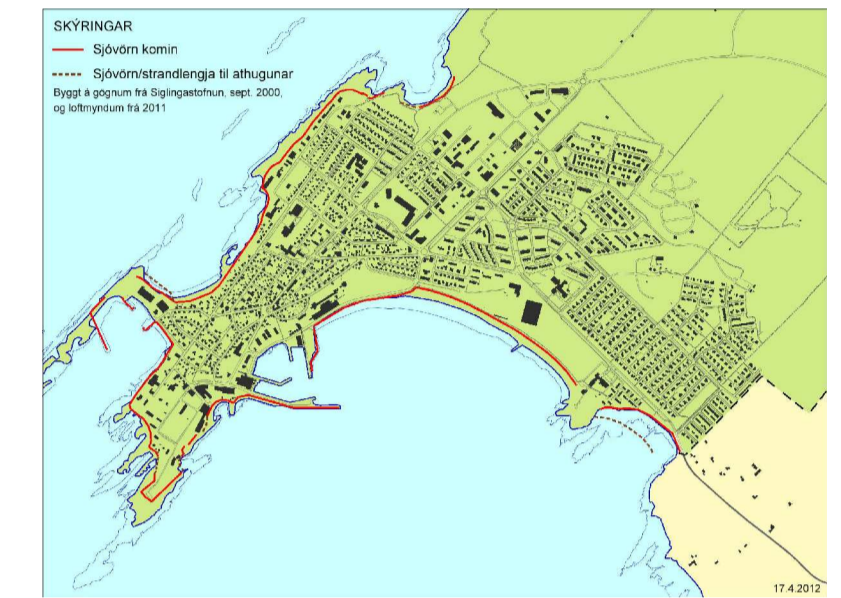 SKÝRINGAR
Sjóvörn komin
Sjóvörn/strandlengja til athugunar
Byggt á gögnum frá Siglingastofnun, sept. 2000,
og loftmyndum frá 2011
17.4.2012